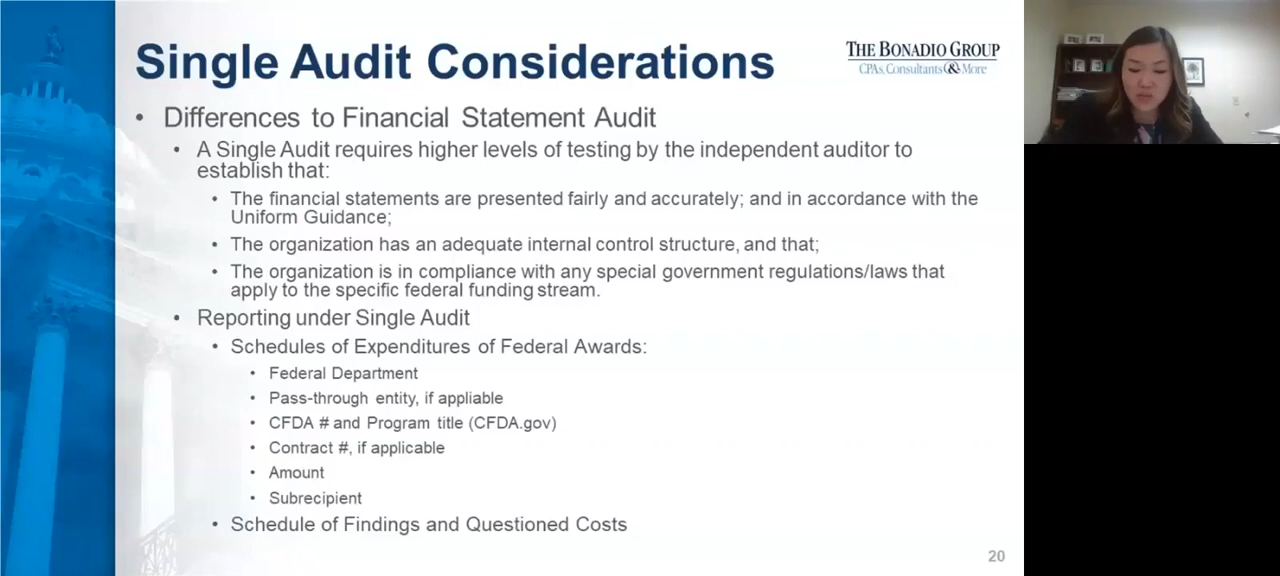 Single Audit Considerations
THE BONADIO GROUP
CPAs, Consultants & More
• Differences to Financial Statement Audit
• A Single Audit requires higher levels of testing by the independent auditor to
establish that:
• The financial statements are presented fairly and accurately; and in accordance with the
Uniform Guidance;
• The organization has an adequate internal control structure, and that;
• The organization is in compliance with any special government regulations/laws that
apply to the specific federal funding stream.
• Reporting under Single Audit
• Schedules of Expenditures of Federal Awards:
• Federal Department
• Pass-through entity, if appliable
• CFDA # and Program title (CFDA.gov)
• Contract #, if applicable
• Amount
• Subrecipient
• Schedule of Findings and Questioned Costs
20